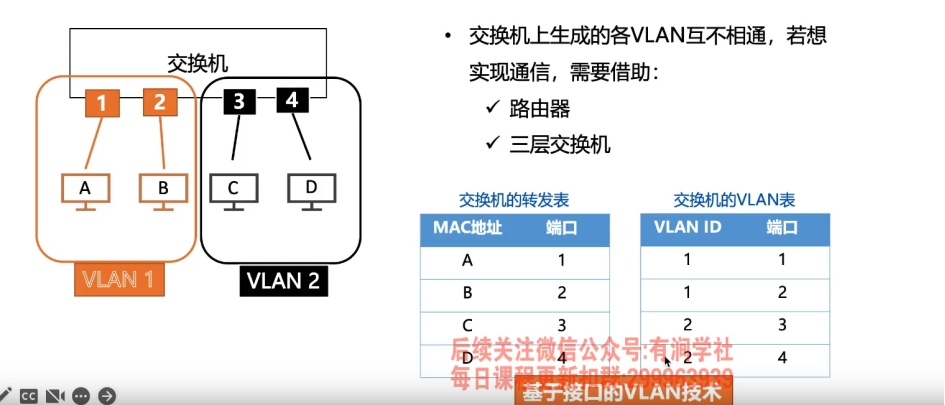 交换机
1 2 3 4
A B C D
VLAN 1
VLAN 2
• 交换机上生成的各VLAN互不相通，若想
实现通信，需要借助：
✓ 路由器
✓ 三层交换机
交换机的转发表
MAC地址 端口
A 1
B 2
C 3
D 4
交换机的VLAN表
VLAN ID 端口
1 1
1 2
2 3
2 4
后续关注微信公众号:有涧学社
每日课程更新扣群:299963939
基于接口的VLAN技术
CC